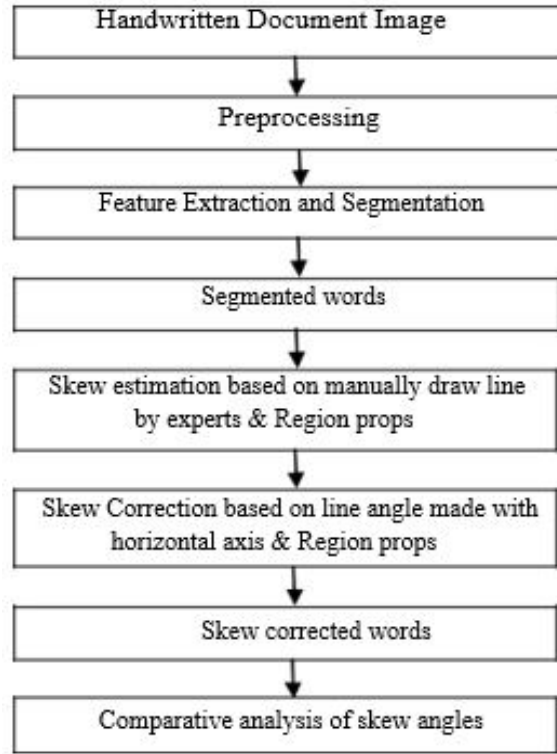 Handwritten Document Image
Preprocessing
Feature Extraction and Segmentation
Segmented words
Skew estimation based on manually draw line
by experts & Region props
Skew Correction based on line angle made with
horizontal axis & Region props
Skew corrected words
Comparative analysis of skew angles